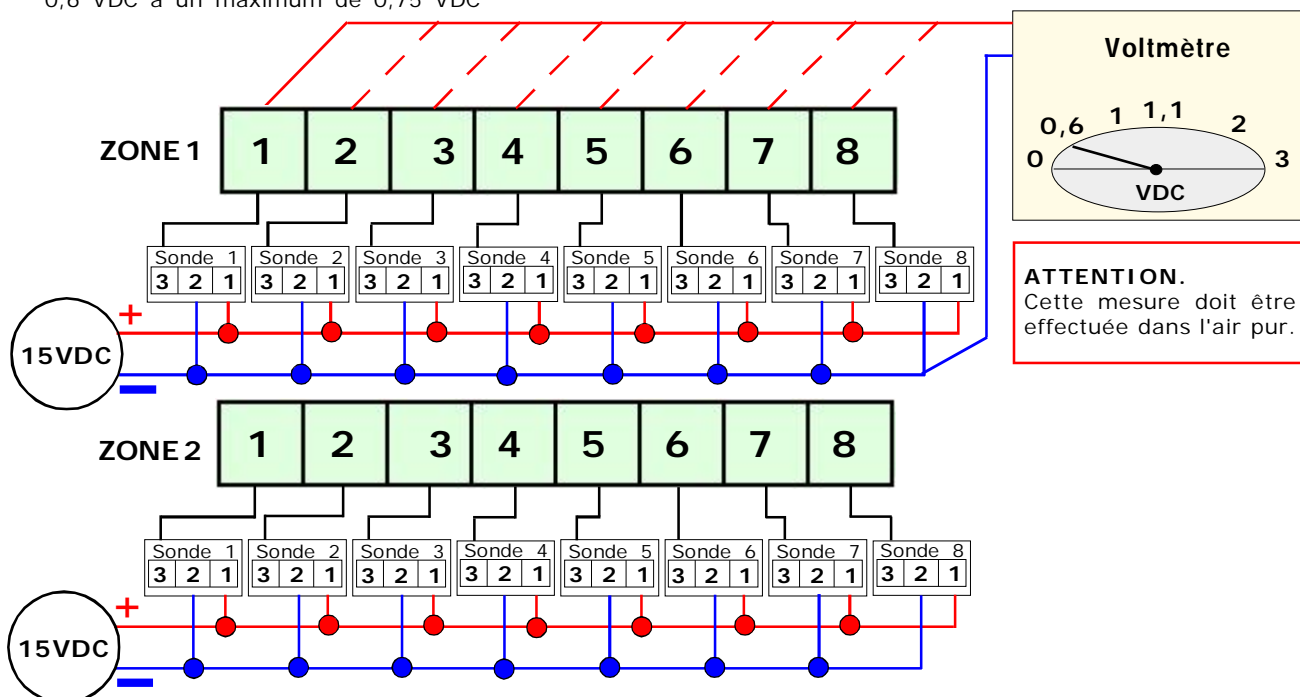 0,6 VDC à un maximum de 0,75 VDC
Voltmètre
0 0,6 1 1,1 2 3
VDC
ZONE 1 1 2 3 4 5 6 7 8
Sonde 1 Sonde 2 Sonde 3 Sonde 4 Sonde 5 Sonde 6 Sonde 7 Sonde 8
3 2 1 3 2 1 3 2 1 3 2 1 3 2 1 3 2 1 3 2 1 3 2 1
ATTENTION.
Cette mesure doit être
effectuée dans l'air pur.
+
15VDC
ZONE 2 1 2 3 4 5 6 7 8
Sonde 1 Sonde 2 Sonde 3 Sonde 4 Sonde 5 Sonde 6 Sonde 7 Sonde 8
3 2 1 3 2 1 3 2 1 3 2 1 3 2 1 3 2 1 3 2 1 3 2 1
+
15VDC